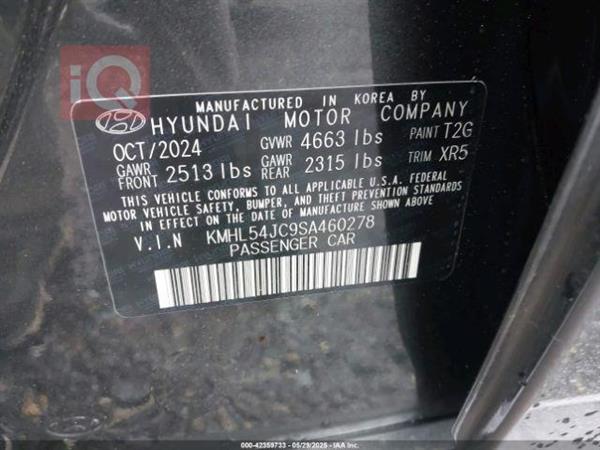 iQ
MANUFACTURED IN KOREA BY
HYUNDAI MOTOR COMPANY
OCT/2024 GVWR 4663 lbs PAINT T2G
GAWR FRONT 2513 lbs GAWR REAR 2315 lbs TRIM XR5
THIS VEHICLE CONFORMS TO ALL APPLICABLE U.S.A. FEDERAL
MOTOR VEHICLE SAFETY, BUMPER, AND THEFT PREVENTION STANDARDS
IN EFFECT ON THE DATE OF MANUFACTURE SHOWN ABOVE.
V.I.N KMHL54JC9SA460278
PASSENGER CAR
000-42359733 — 05/29/2025 — IAA Inc.